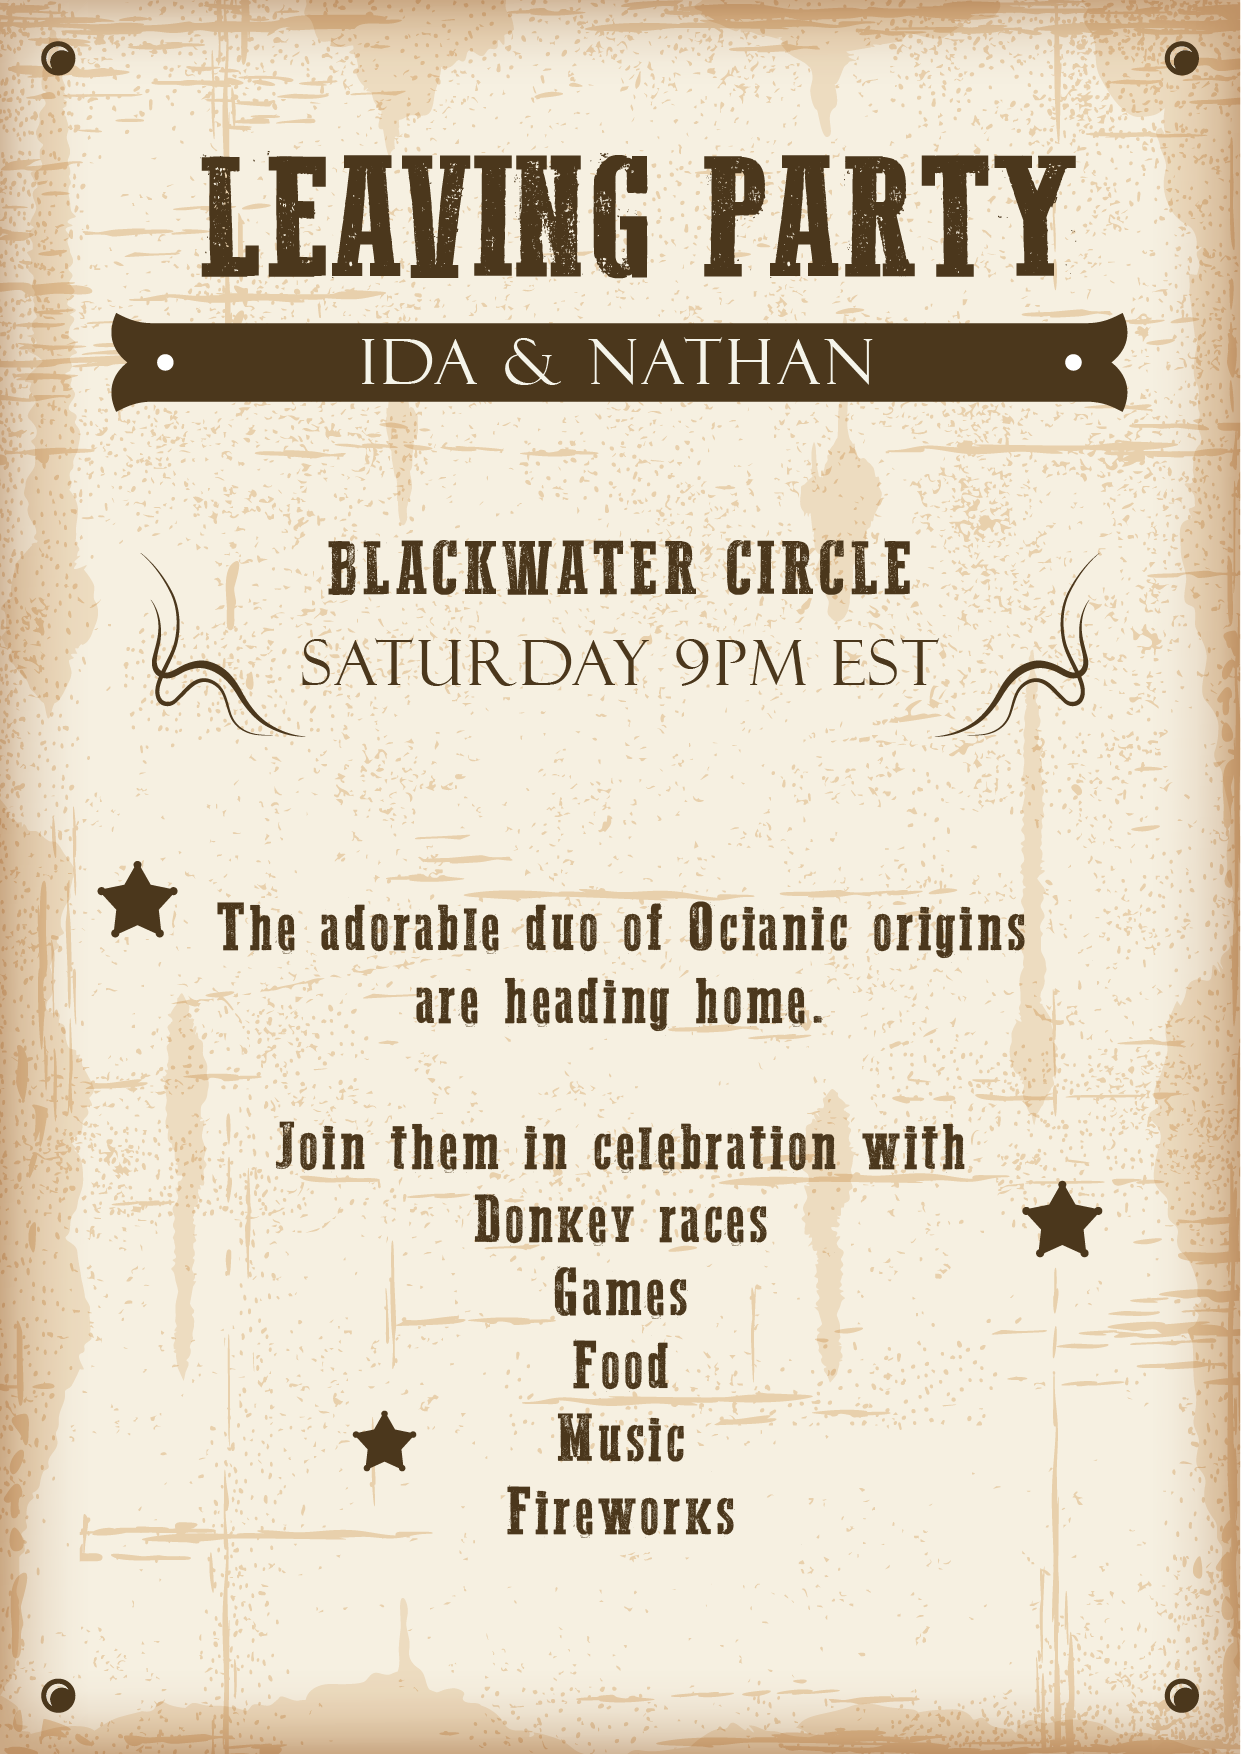 LEAVING PARTY
IDA & NATHAN
BLACKWATER CIRCLE
SATURDAY 9PM EST
The adorable duo of Ocianic origins
are heading home.
Join them in celebration with
Donkey races
Games
Food
Music
Fireworks